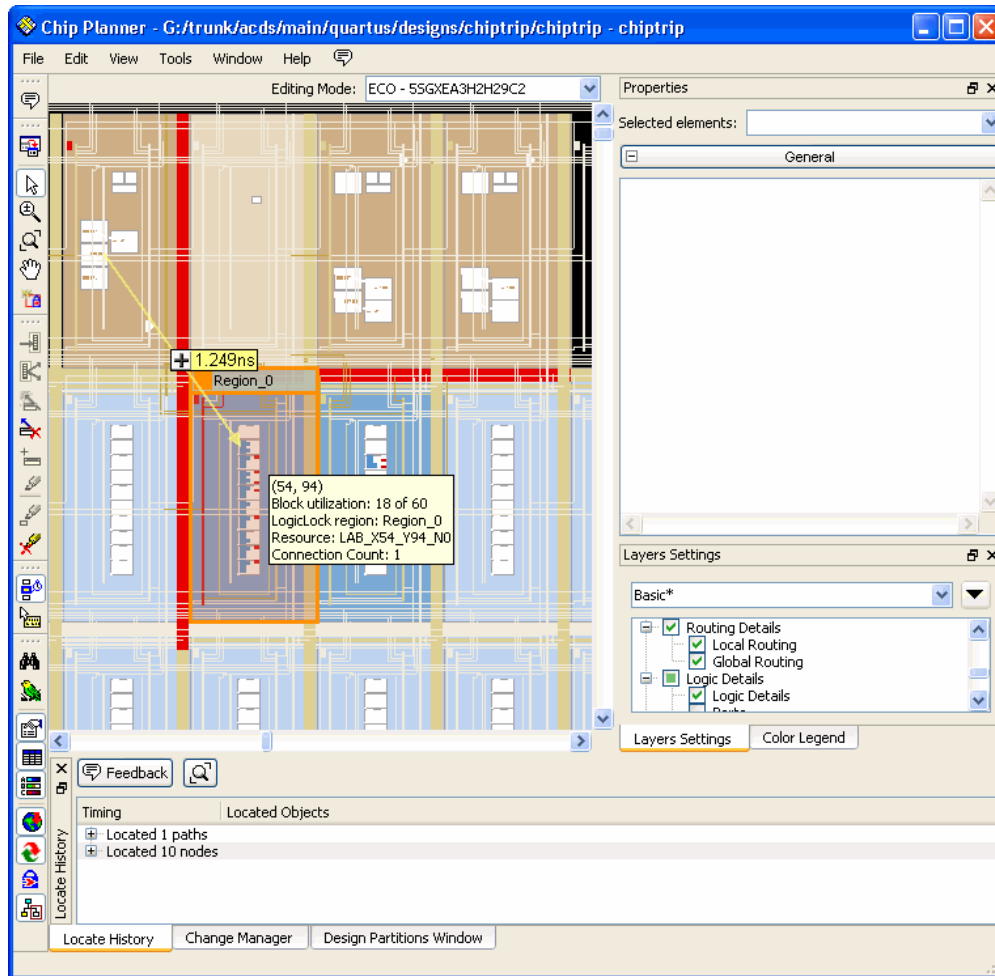 Chip Planner - G:/trunk/acds/main/quartus/designs/chiptrip/chiptrip - chiptrip
File Edit View Tools Window Help
Editing Mode: ECO - 5SGXEA3H2H29C2
Properties
Selected elements:
General
1.249ns
Region_0
(54, 94)
Block utilization: 18 of 60
LogicLock region: Region_0
Resource: LAB_X54_Y94_N0
Connection Count: 1
Layers Settings
Basic*
Routing Details
Local Routing
Global Routing
Logic Details
Logic Details
Layers Settings Color Legend
Feedback
Locate History
Timing Located Objects
Located 1 paths
Located 10 nodes
Locate History Change Manager Design Partitions Window